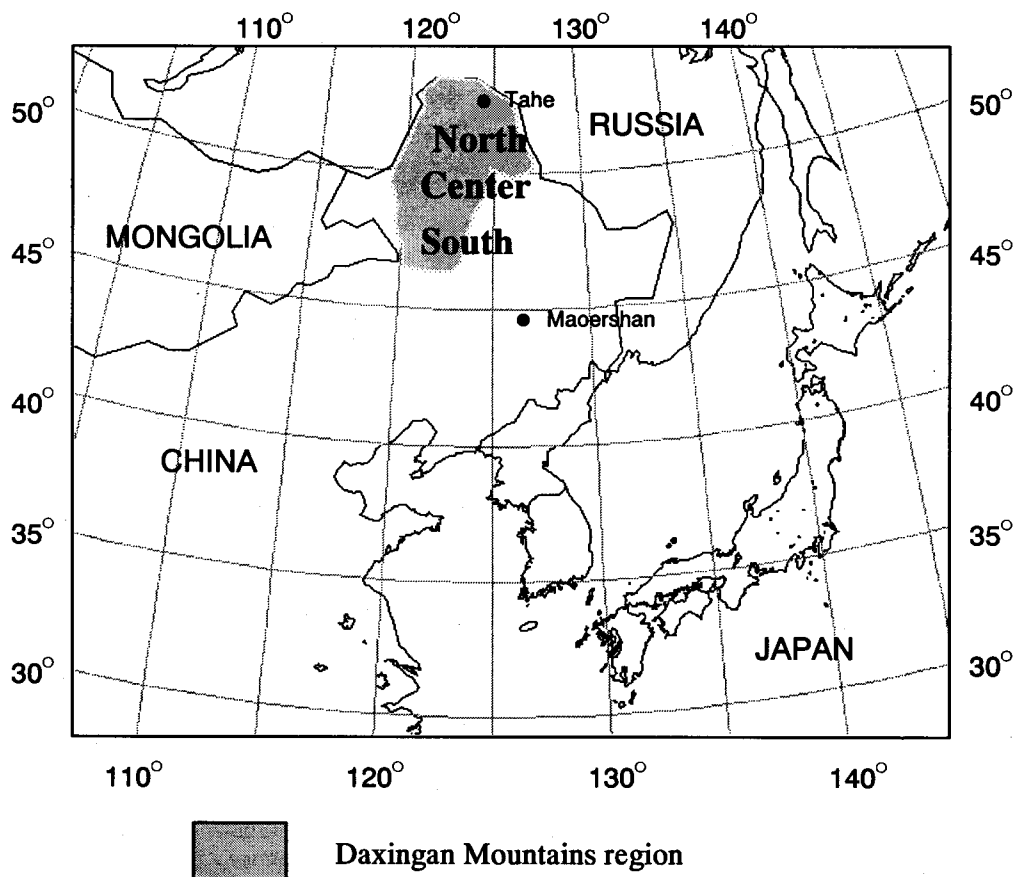 110° 120° 130° 140°
50° 50°
Tahe
RUSSIA
North
Center
MONGOLIA
South
45° 45°
Maoershan
40° 40°
CHINA
35° 35°
JAPAN
30° 30°
110° 120° 130° 140°
Daxingan Mountains region